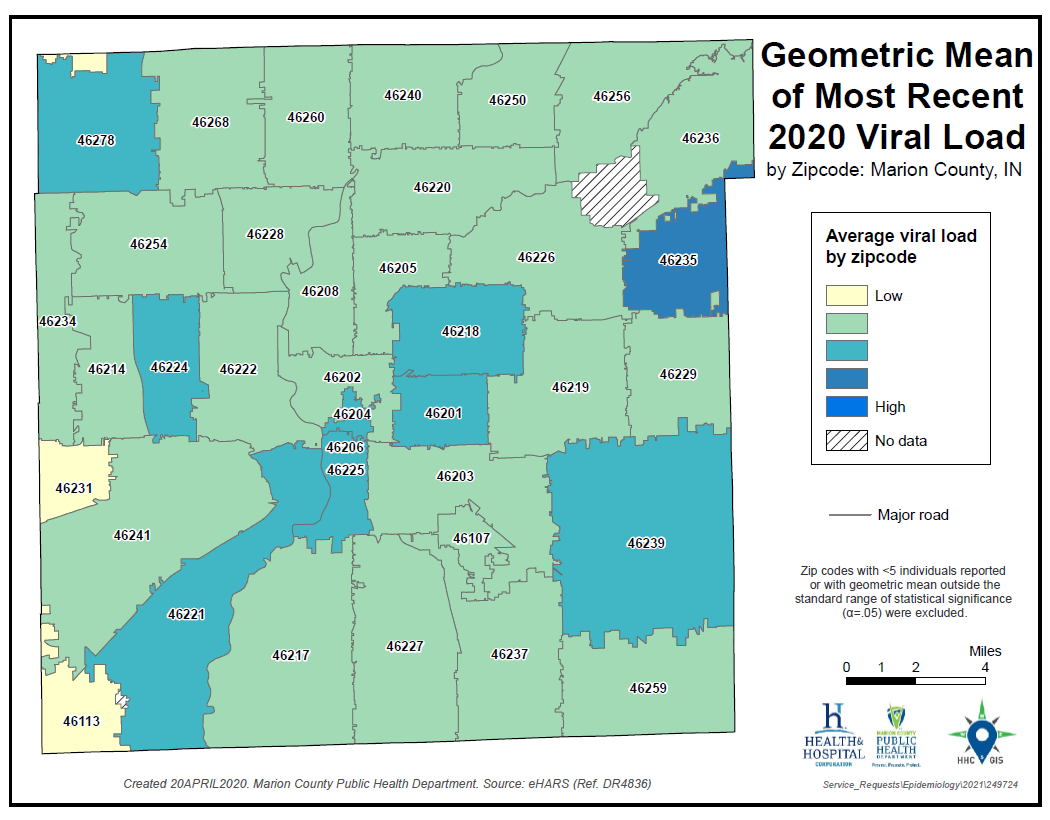 Geometric Mean
of Most Recent
2020 Viral Load
by Zipcode: Marion County, IN
46278
46268
46260
46240
46250
46256
46236
46220
46254
46228
46205
46226
46235
46208
46234
46218
46214
46224
46222
46202
46219
46229
46204
46201
46206
46225
46203
46231
46241
46107
46239
46221
46217
46227
46237
46259
46113
Average viral load
by zipcode
Low
High
No data
Major road
Zip codes with <5 individuals reported
or with geometric mean outside the
standard range of statistical significance
(α=.05) were excluded.
Miles
0 1 2 4
h
HEALTH&
HOSPITAL
CORPORATION
MARION COUNTY
PUBLIC
HEALTH
DEPARTMENT
Prevent. Promote. Protect.
HHC GIS
Created 20APRIL2020. Marion County Public Health Department. Source: eHARS (Ref. DR4836)
Service_Requests\Epidemiology\2021\249724